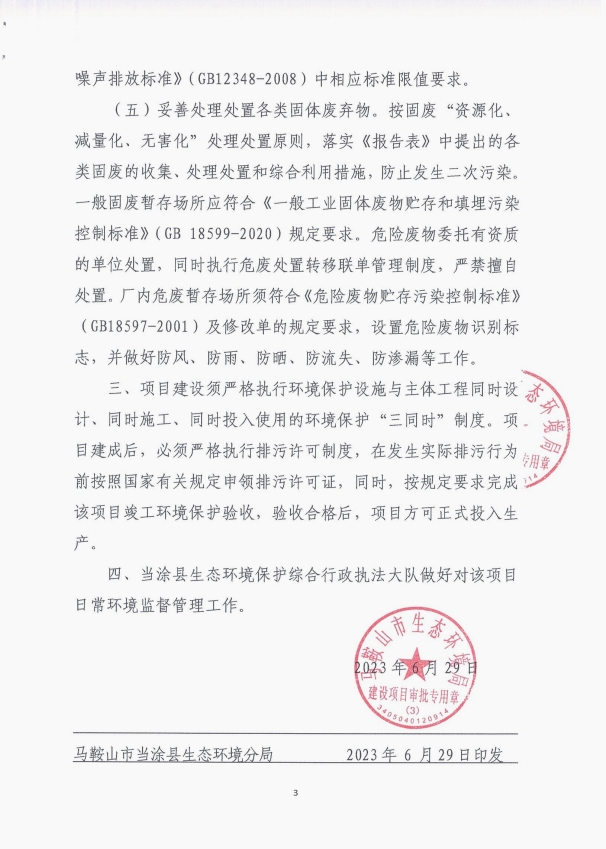 噪声排放标准》（GB12348-2008）中相应标准限值要求。
（五）妥善处理处置各类固体废弃物。按固废“资源化、
减量化、无害化”处理处置原则，落实《报告表》中提出的各
类固废的收集、处理处置和综合利用措施，防止发生二次污染。
一般固废暂存场所应符合《一般工业固体废物贮存和填埋污染
控制标准》（GB 18599-2020）规定要求。危险废物委托有资质
的单位处置，同时执行危废处置转移联单管理制度，严禁擅自
处置。厂内危废暂存场所须符合《危险废物贮存污染控制标准》
（GB18597-2001）及修改单的规定要求，设置危险废物识别标
志，并做好防风、防雨、防晒、防流失、防渗漏等工作。
三、项目建设须严格执行环境保护设施与主体工程同时设
计、同时施工、同时投入使用的环境保护“三同时”制度。项
目建成后，必须严格执行排污许可制度，在发生实际排污行为
前按照国家有关规定申领排污许可证，同时，按规定要求完成
该项目竣工环境保护验收，验收合格后，项目方可正式投入生
产。
态环境局
专用章
914
四、当涂县生态环境保护综合行政执法大队做好对该项目
日常环境监督管理工作。
马鞍山市生态环境局
2023年6月29日
建设项目审批专用章
(3)
3405040120914
马鞍山市当涂县生态环境分局 2023年 6 月29日印发
3